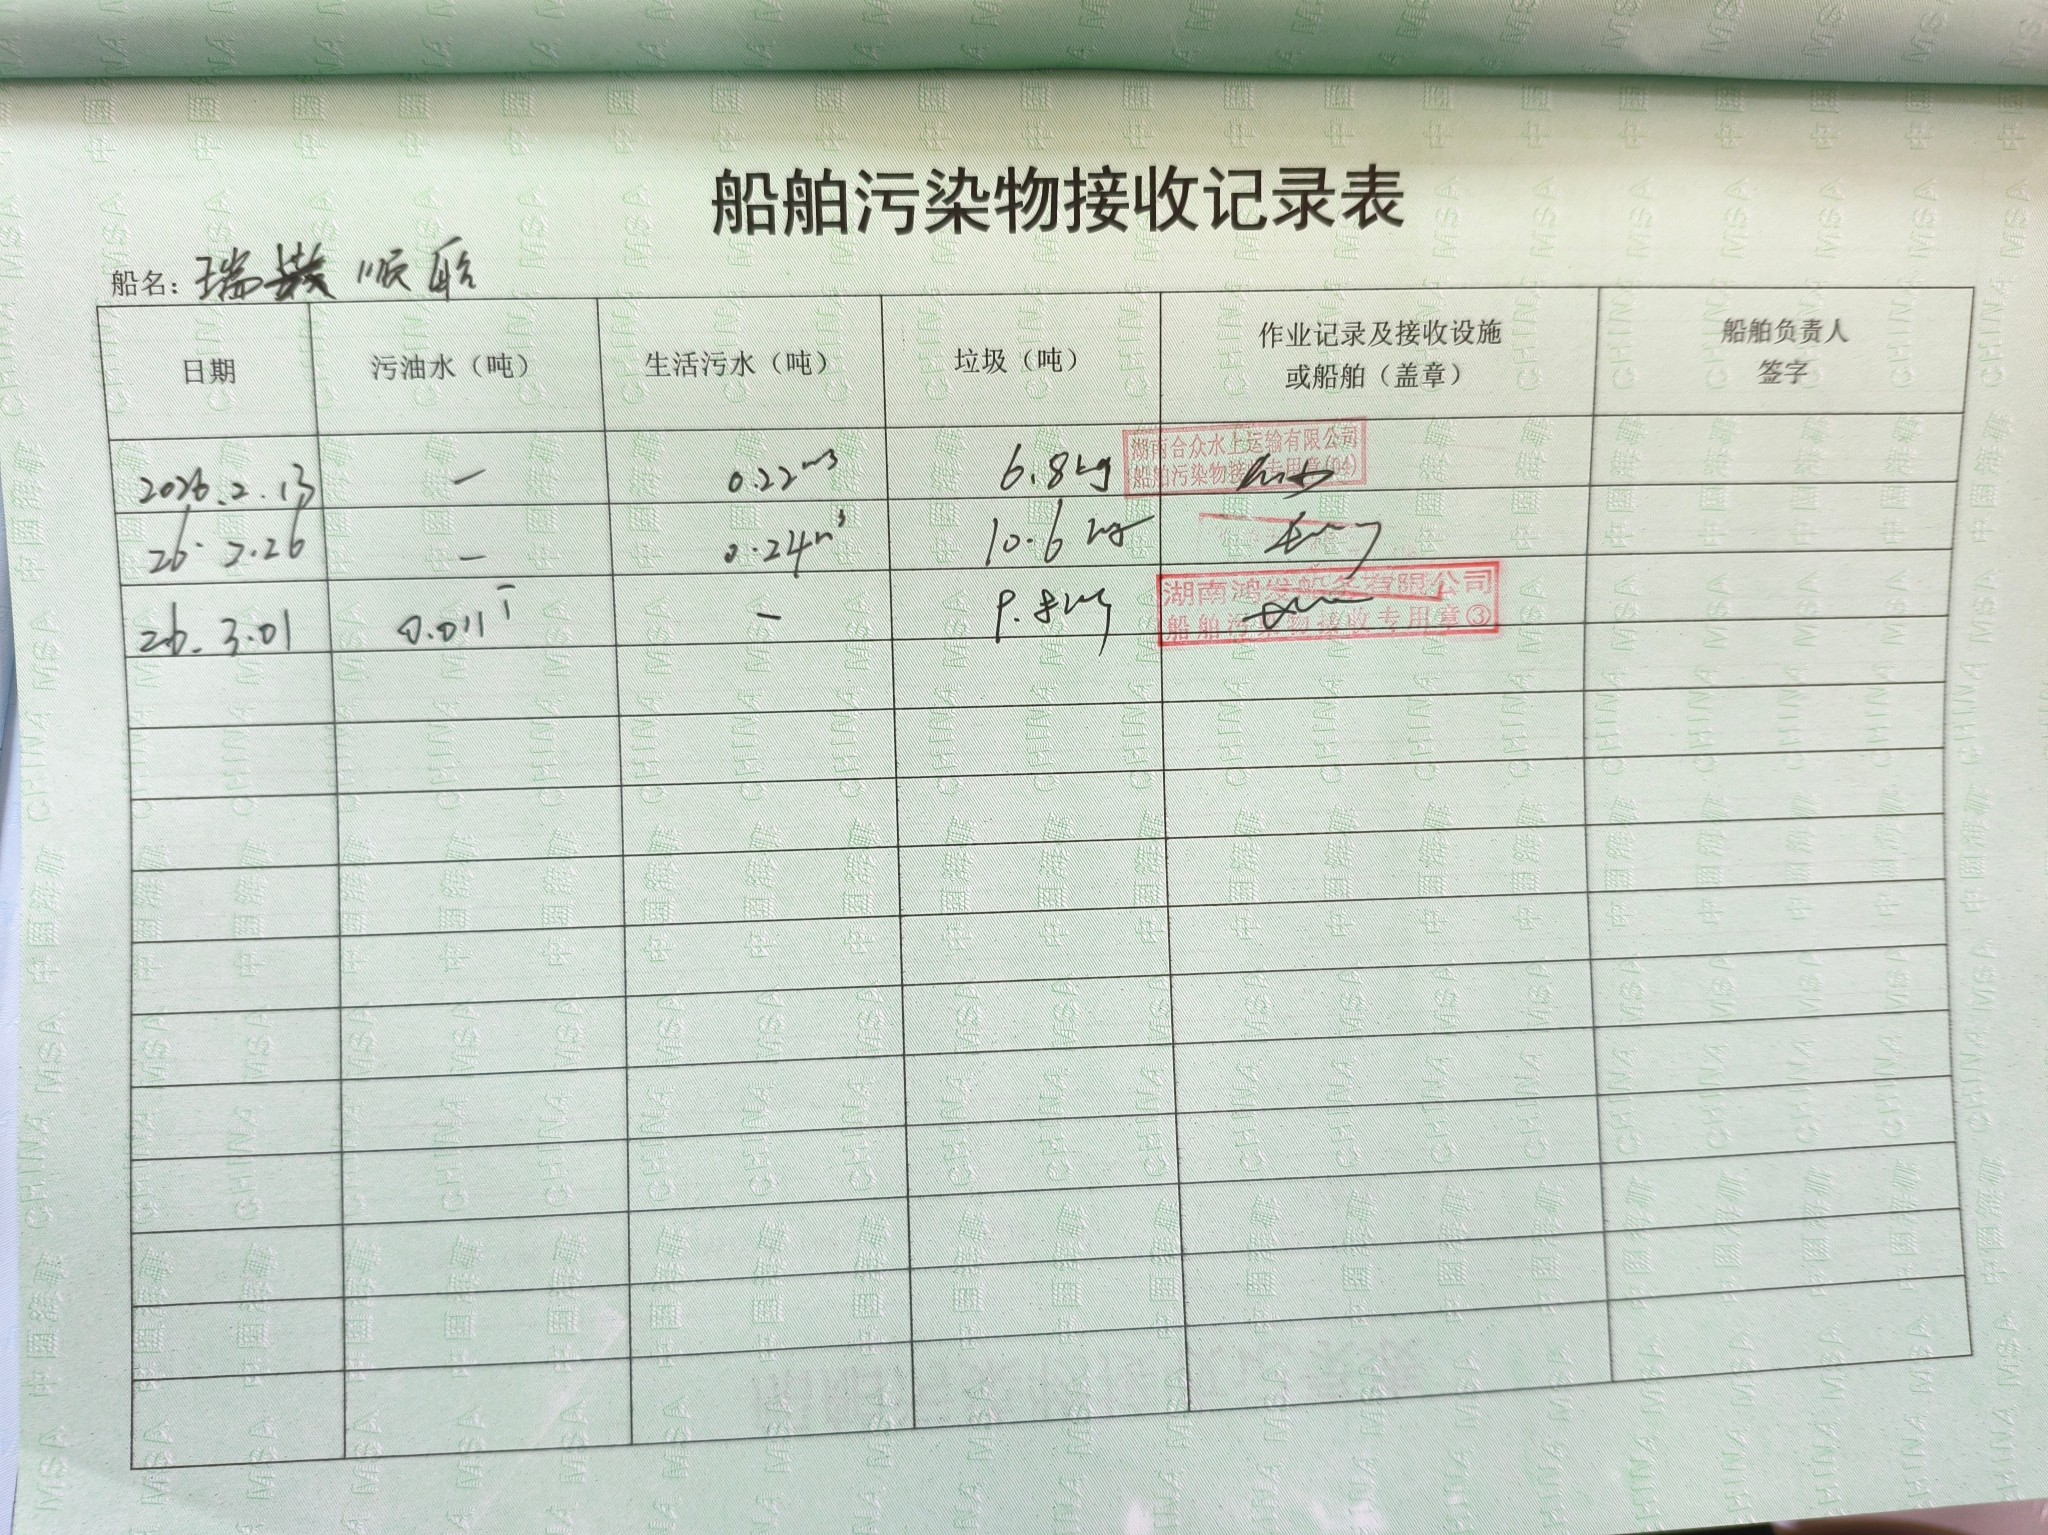 船舶污染物接收记录表
船名：瑞 顺船
日期 污油水（吨） 生活污水（吨） 垃圾（吨） 作业记录及接收设施或船舶（盖章） 船舶负责人签字
2026.2.13 — 0.22m³ 6.8kg
湖南合众水上运输有限公司
船舶污染物接收专用章(04)
26.2.26 — 0.24m³ 10.6kg
26.3.01 0.011T — 9.8kg
湖南鸿发船务有限公司
船舶污染物接收专用章③